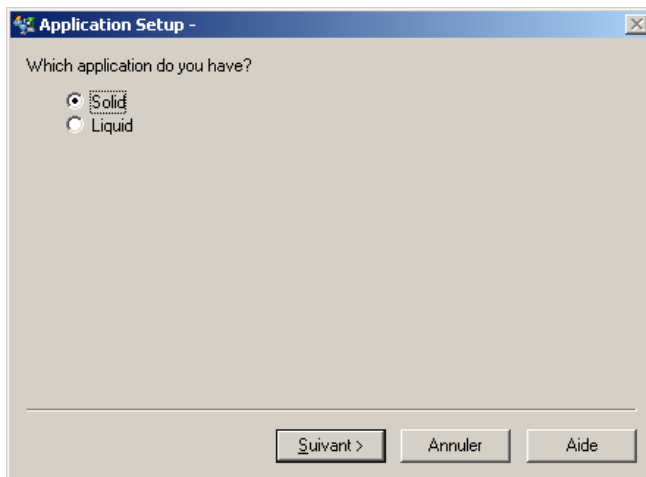 Application Setup -
Which application do you have?
Solid
Liquid
Suivant >
Annuler
Aide